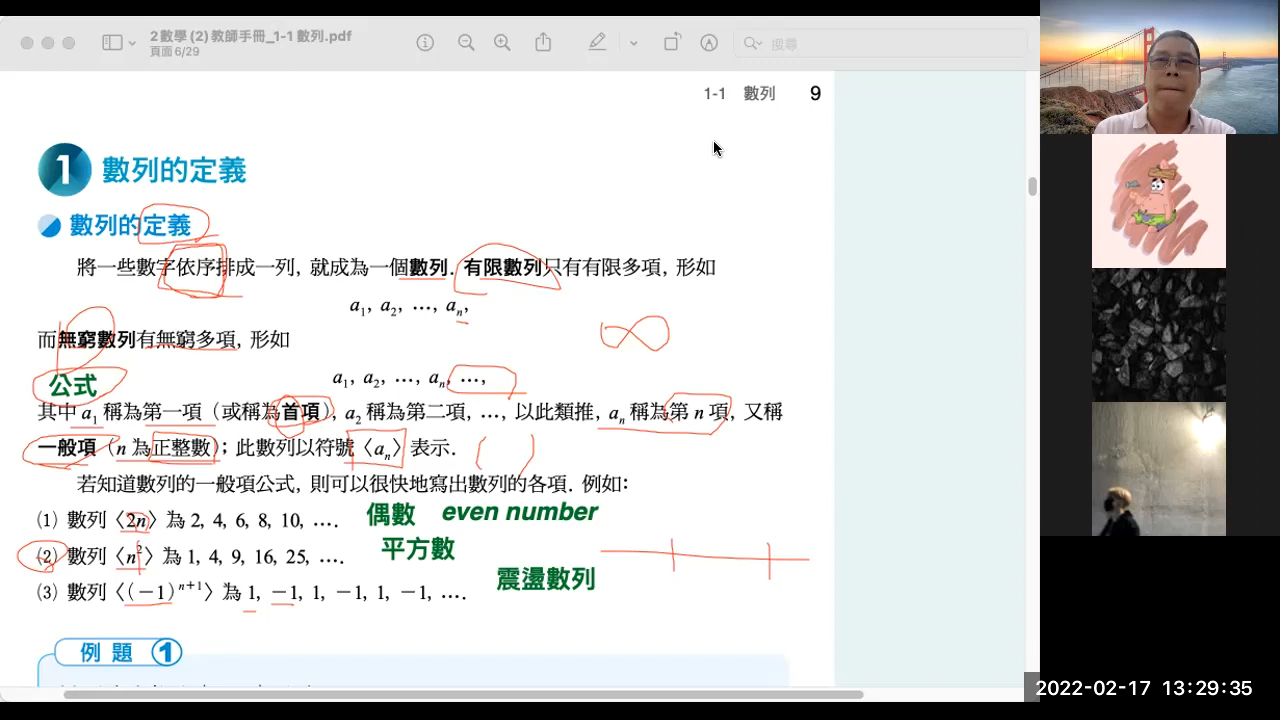 2數學 (2)教師手冊_1-1 數列.pdf
頁面 6/29
搜尋
1-1 數列 9
1 數列的定義
數列的定義
將一些數字依序排成一列, 就成為一個數列. 有限數列只有有限多項, 形如
a₁, a₂, …, aₙ,
而無窮數列有無窮多項, 形如
∞
a₁, a₂, …, aₙ, …,
公式
其中 a₁ 稱為第一項 (或稱為首項), a₂ 稱為第二項, …, 以此類推, aₙ 稱為第 n 項, 又稱
一般項 (n 為正整數); 此數列以符號〈aₙ〉表示. ( )
若知道數列的一般項公式, 則可以很快地寫出數列的各項. 例如:
(1) 數列〈2n〉為 2, 4, 6, 8, 10, …. 偶數 even number
(2) 數列〈n²〉為 1, 4, 9, 16, 25, …. 平方數
(3) 數列〈(−1)ⁿ⁺¹〉為 1, −1, 1, −1, 1, −1, …. 震盪數列
例題 1
2022-02-17 13:29:35